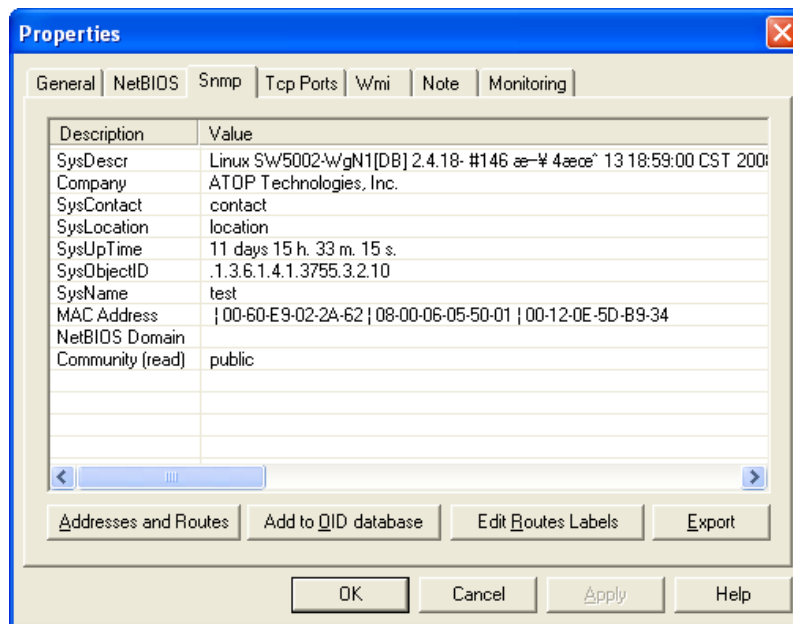 Properties
General NetBIOS Snmp Tcp Ports Wmi Note Monitoring
Description Value
SysDescr Linux SW5002-WgN1[DB] 2.4.18- #146 æ—¥ 4æœˆ 13 18:59:00 CST 200
Company ATOP Technologies, Inc.
SysContact contact
SysLocation location
SysUpTime 11 days 15 h. 33 m. 15 s.
SysObjectID .1.3.6.1.4.1.3755.3.2.10
SysName test
MAC Address ¦ 00-60-E9-02-2A-62 ¦ 08-00-06-05-50-01 ¦ 00-12-0E-5D-B9-34
NetBIOS Domain
Community (read) public
Addresses and Routes Add to OID database Edit Routes Labels Export
OK Cancel Apply Help